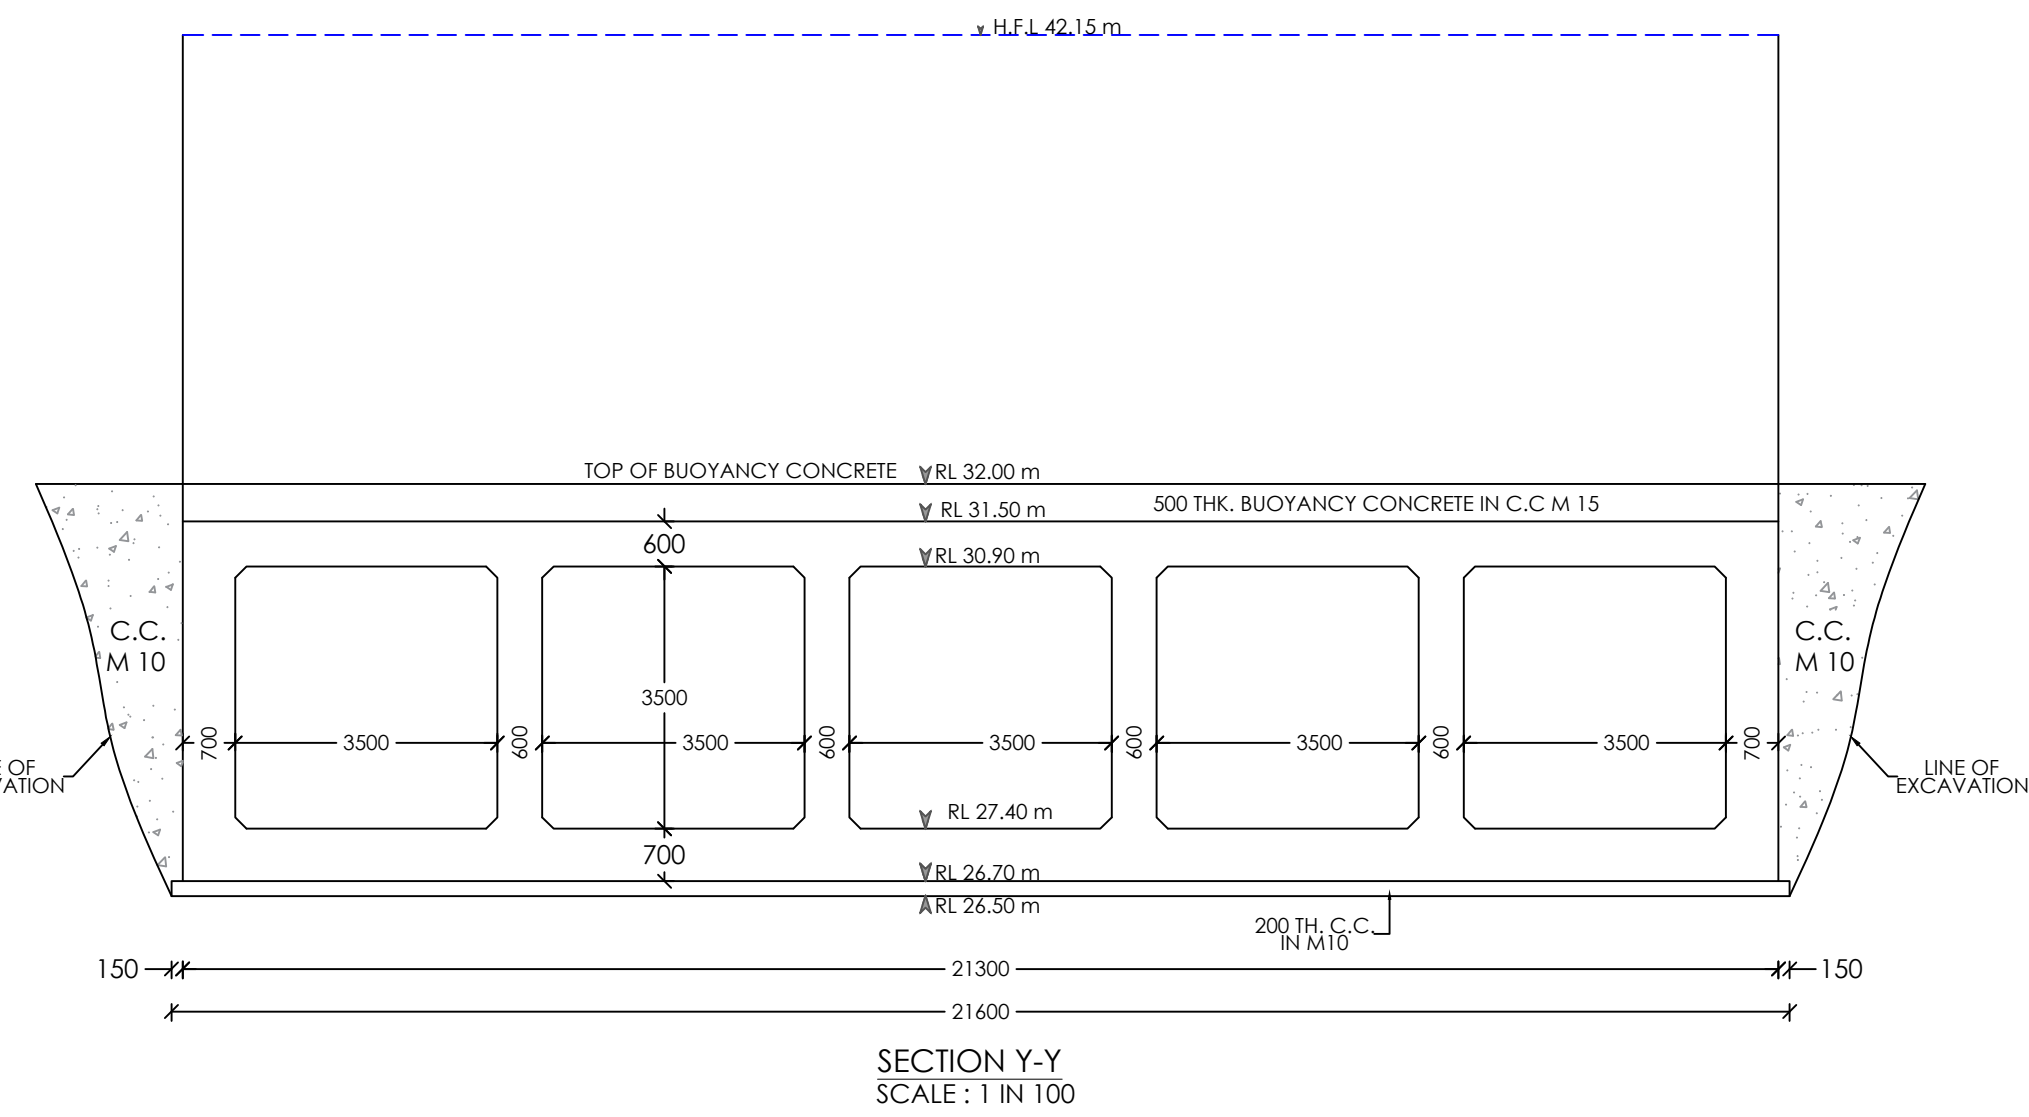 H.F.L 42.15 m
TOP OF BUOYANCY CONCRETE
RL 32.00 m
500 THK. BUOYANCY CONCRETE IN C.C M 15
RL 31.50 m
600
RL 30.90 m
C.C.
M 10
C.C.
M 10
3500
700
3500
600
3500
600
3500
600
3500
600
3500
700
OF
LINE OF
EXCAVATION
RL 27.40 m
700
RL 26.70 m
RL 26.50 m
200 TH. C.C.
IN M10
150
21300
150
21600
SECTION Y-Y
SCALE : 1 IN 100